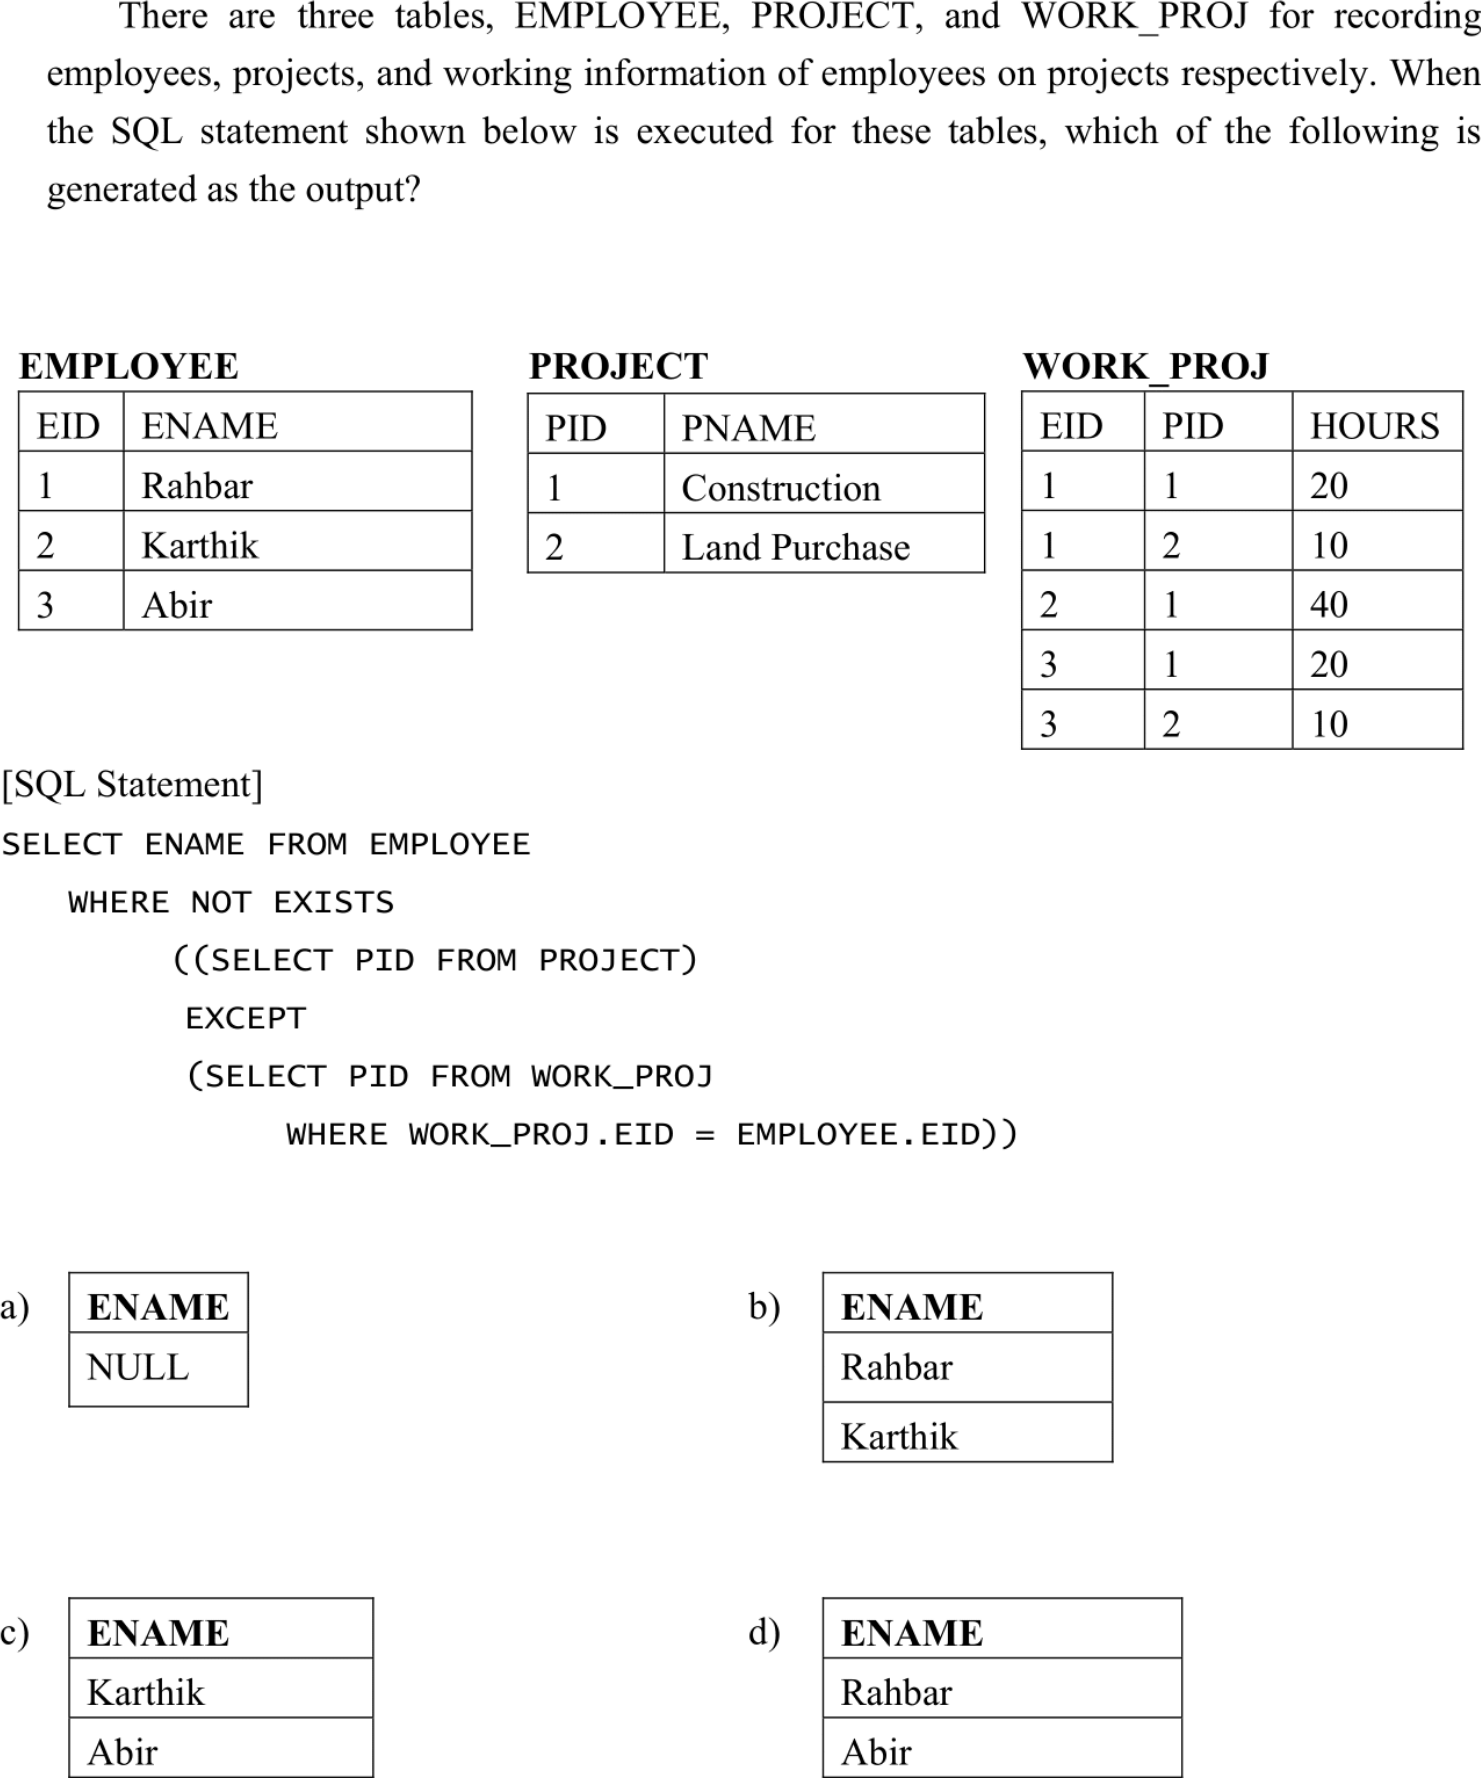 There are three tables, EMPLOYEE, PROJECT, and WORK_PROJ for recording
employees, projects, and working information of employees on projects respectively. When
the SQL statement shown below is executed for these tables, which of the following is
generated as the output?
EMPLOYEE
EID ENAME
1 Rahbar
2 Karthik
3 Abir
PROJECT
PID PNAME
1 Construction
2 Land Purchase
WORK_PROJ
EID PID HOURS
1 1 20
1 2 10
2 1 40
3 1 20
3 2 10
[SQL Statement]
SELECT ENAME FROM EMPLOYEE
WHERE NOT EXISTS
((SELECT PID FROM PROJECT)
EXCEPT
(SELECT PID FROM WORK_PROJ
WHERE WORK_PROJ.EID = EMPLOYEE.EID))
a) ENAME
NULL
b) ENAME
Rahbar
Karthik
c) ENAME
Karthik
Abir
d) ENAME
Rahbar
Abir